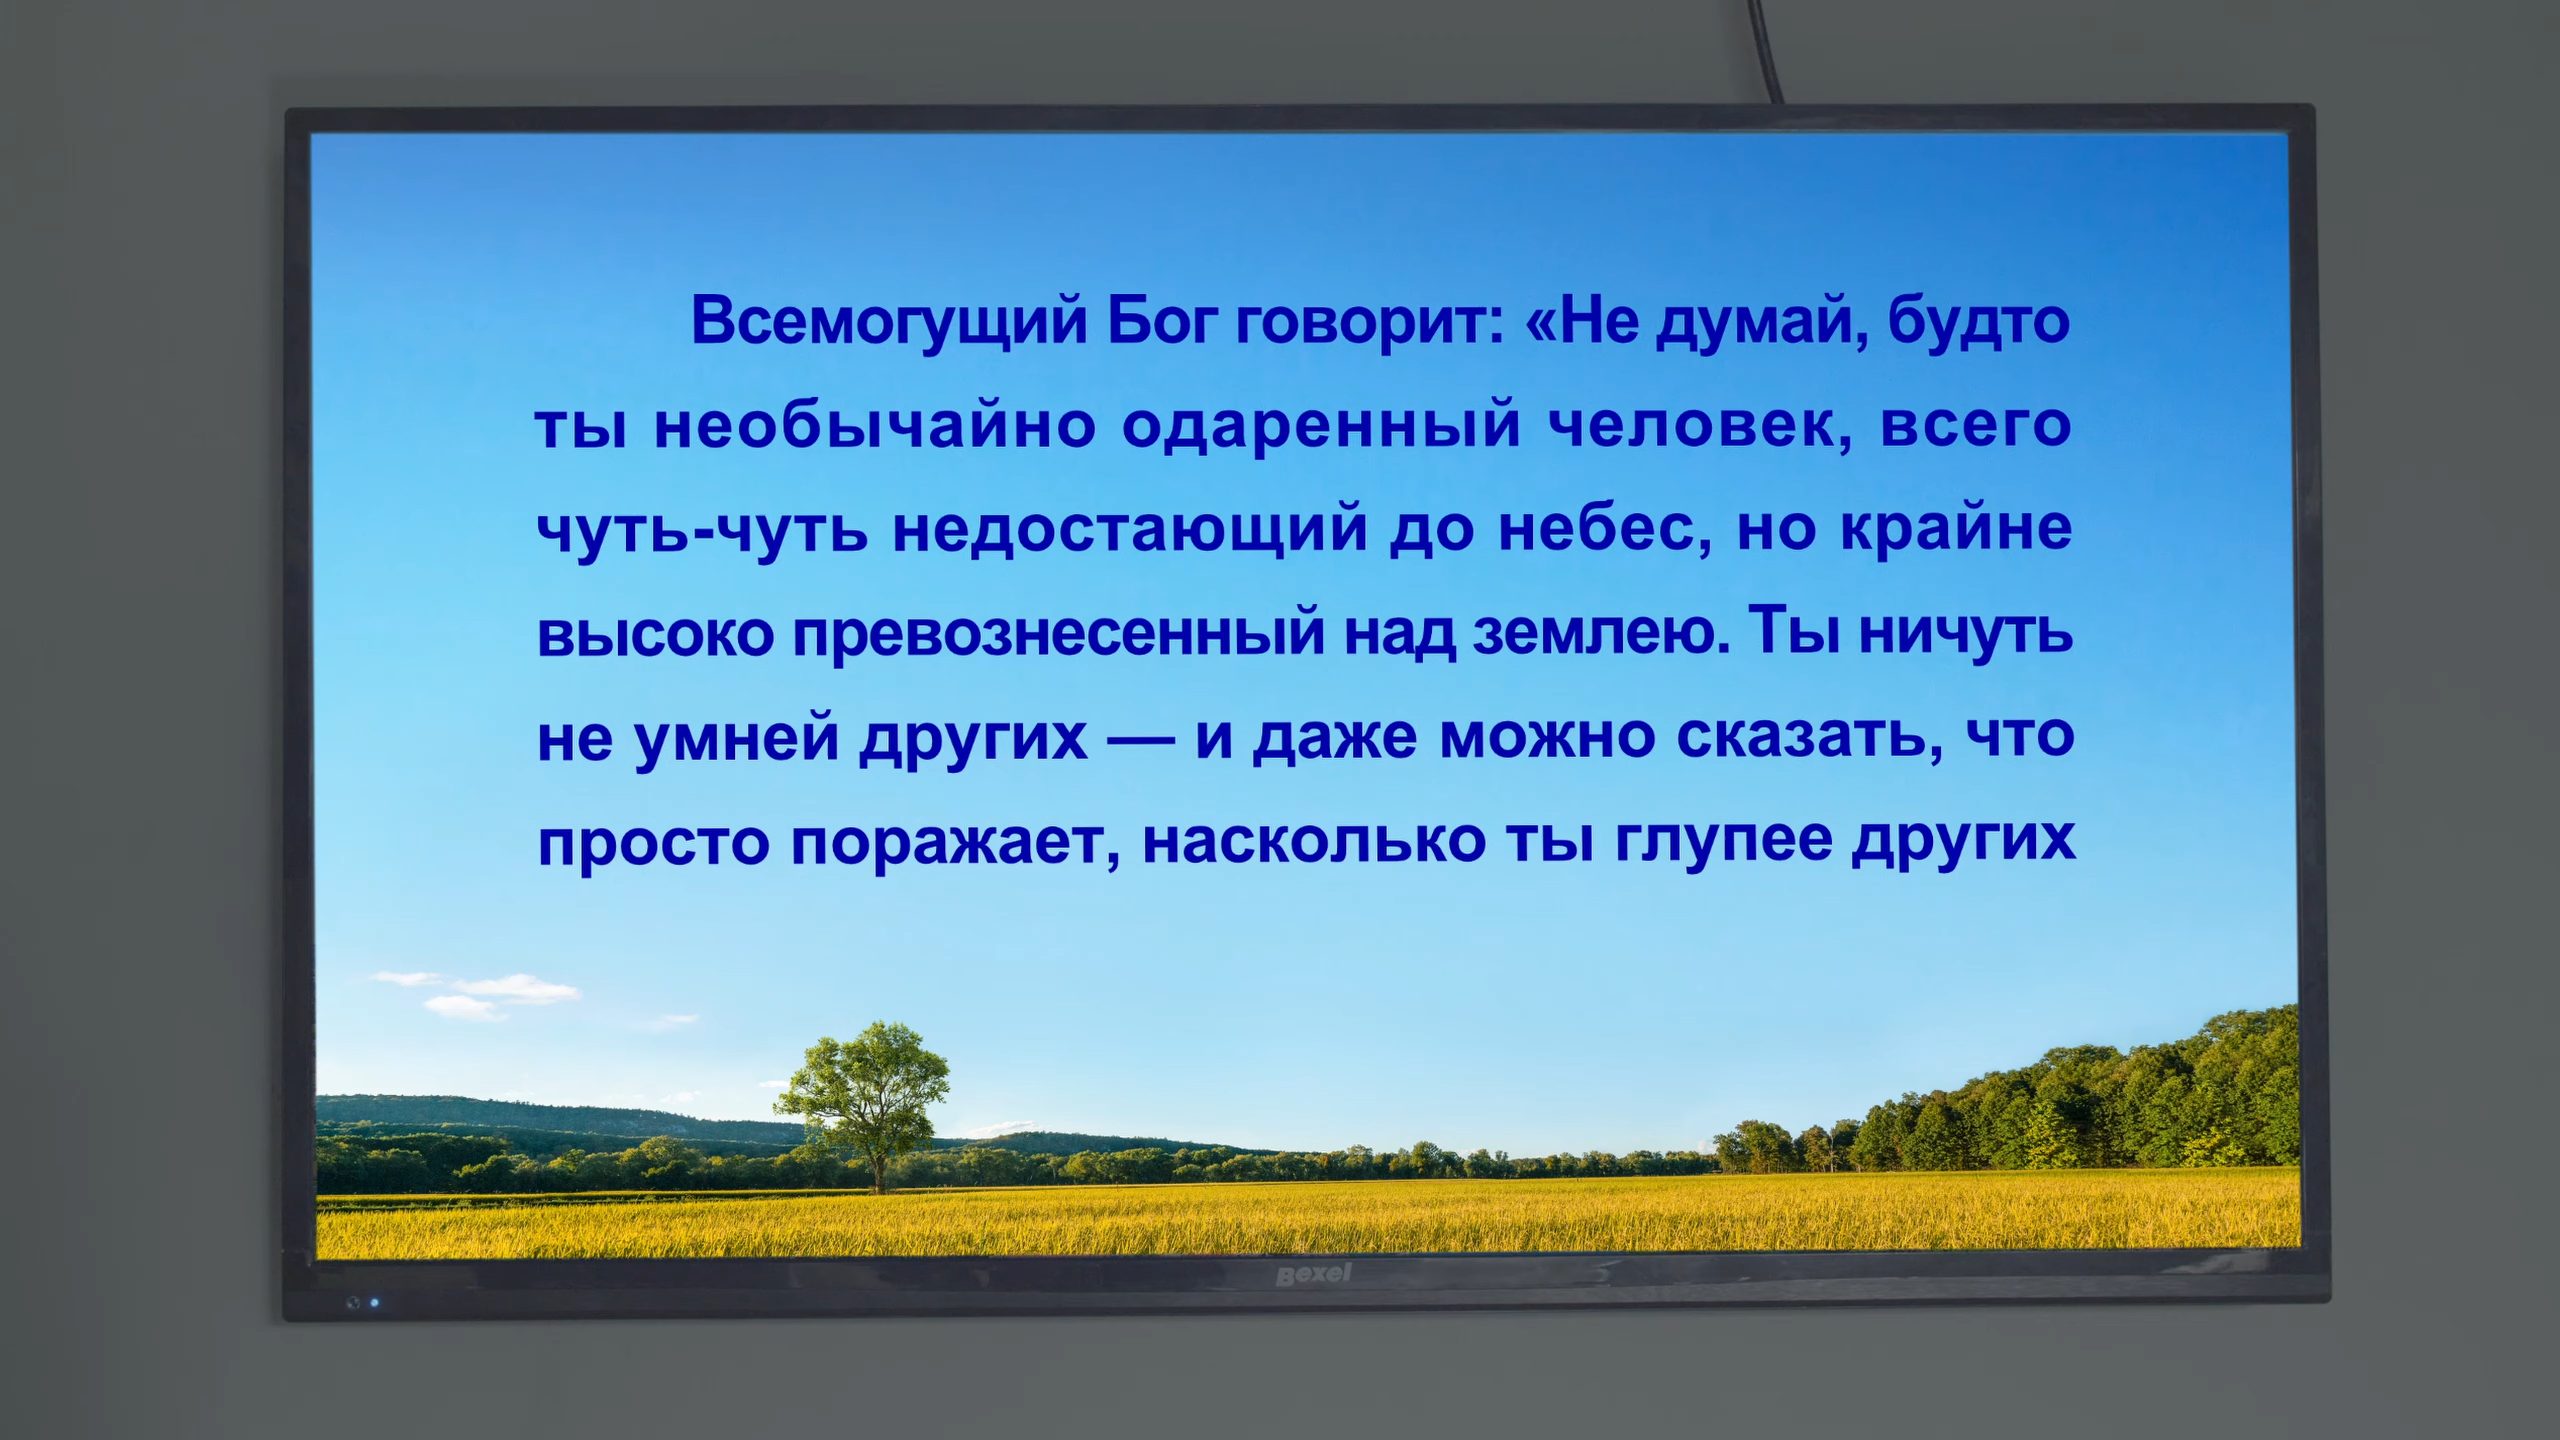 Всемогущий Бог говорит: «Не думай, будто
ты необычайно одаренный человек, всего
чуть-чуть недостающий до небес, но крайне
высоко превознесенный над землею. Ты ничуть
не умней других — и даже можно сказать, что
просто поражает, насколько ты глупее других
Bexel